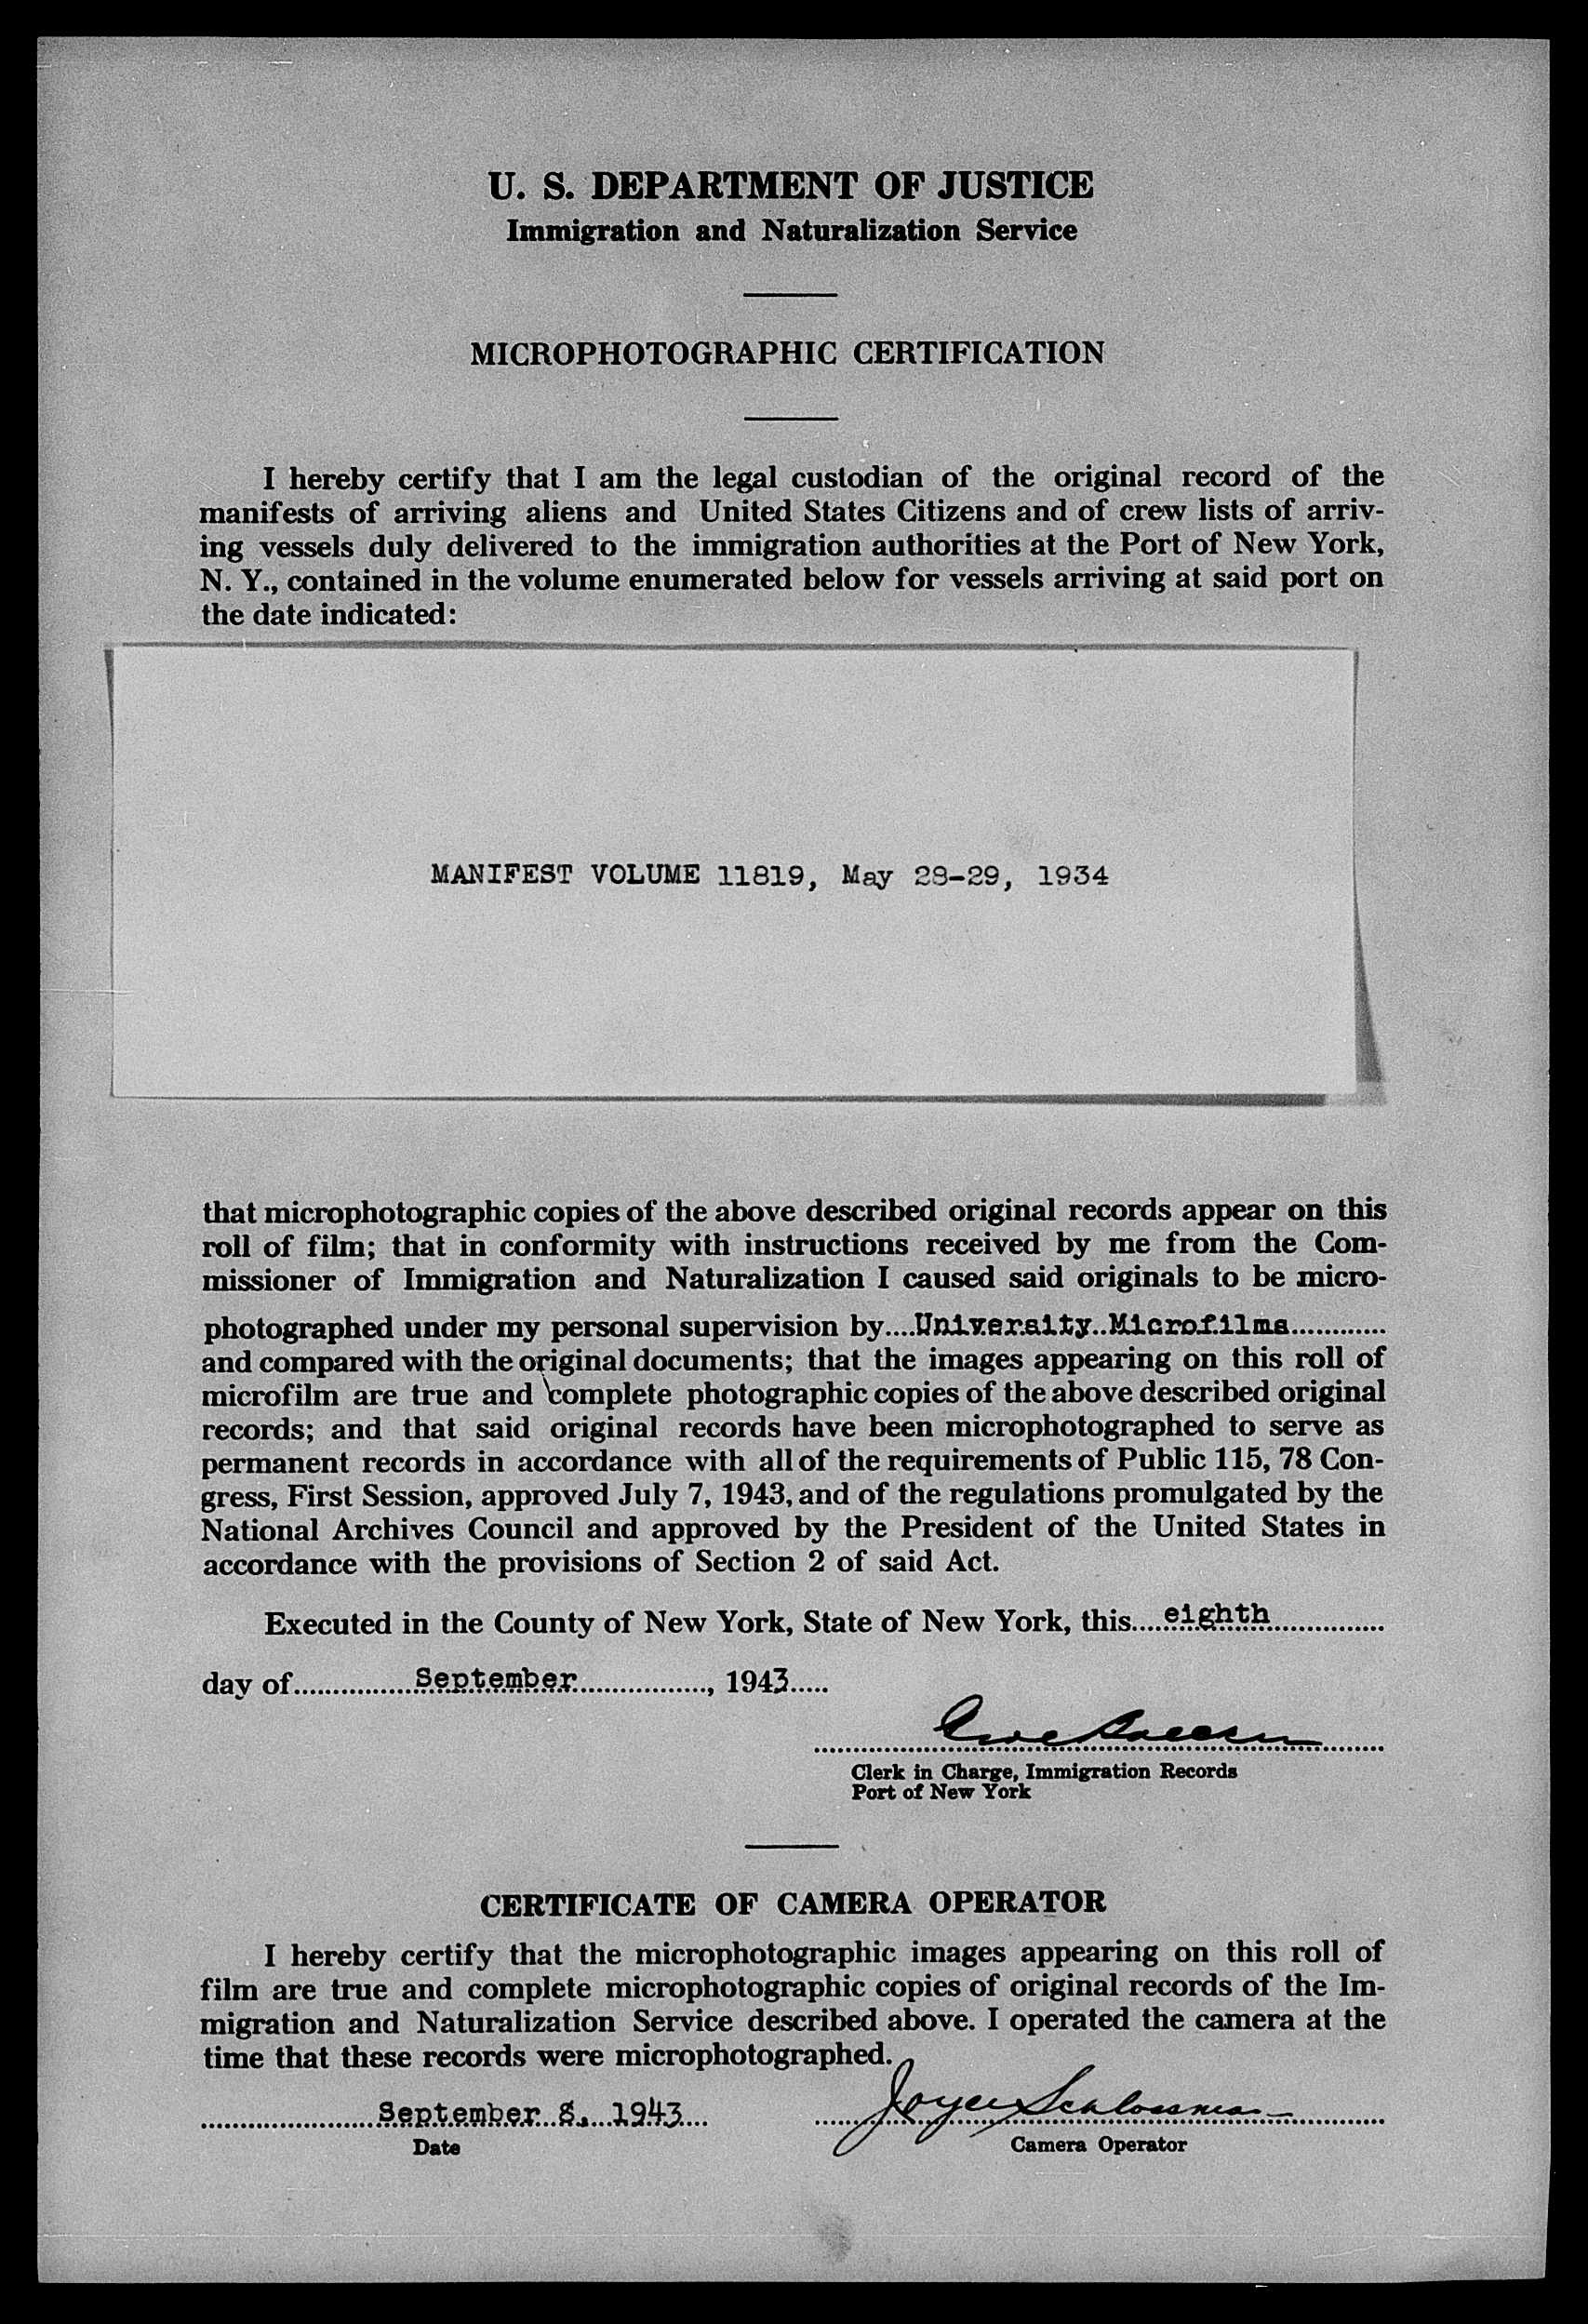 U. S. DEPARTMENT OF JUSTICE
Immigration and Naturalization Service
MICROPHOTOGRAPHIC CERTIFICATION
I hereby certify that I am the legal custodian of the original record of the
manifests of arriving aliens and United States Citizens and of crew lists of arriv-
ing vessels duly delivered to the immigration authorities at the Port of New York,
N. Y., contained in the volume enumerated below for vessels arriving at said port on
the date indicated:
MANIFEST VOLUME 11819, May 28-29, 1934
that microphotographic copies of the above described original records appear on this
roll of film; that in conformity with instructions received by me from the Com-
missioner of Immigration and Naturalization I caused said originals to be micro-
photographed under my personal supervision by....University..Microfilms............
and compared with the original documents; that the images appearing on this roll of
microfilm are true and complete photographic copies of the above described original
records; and that said original records have been microphotographed to serve as
permanent records in accordance with all of the requirements of Public 115, 78 Con-
gress, First Session, approved July 7, 1943, and of the regulations promulgated by the
National Archives Council and approved by the President of the United States in
accordance with the provisions of Section 2 of said Act.
Executed in the County of New York, State of New York, this....eighth..............
day of...............September................., 1943.....
Clerk in Charge, Immigration Records
Port of New York
CERTIFICATE OF CAMERA OPERATOR
I hereby certify that the microphotographic images appearing on this roll of
film are true and complete microphotographic copies of original records of the Im-
migration and Naturalization Service described above. I operated the camera at the
time that these records were microphotographed.
September 8, 1943 Joyce Schlossman
Date Camera Operator